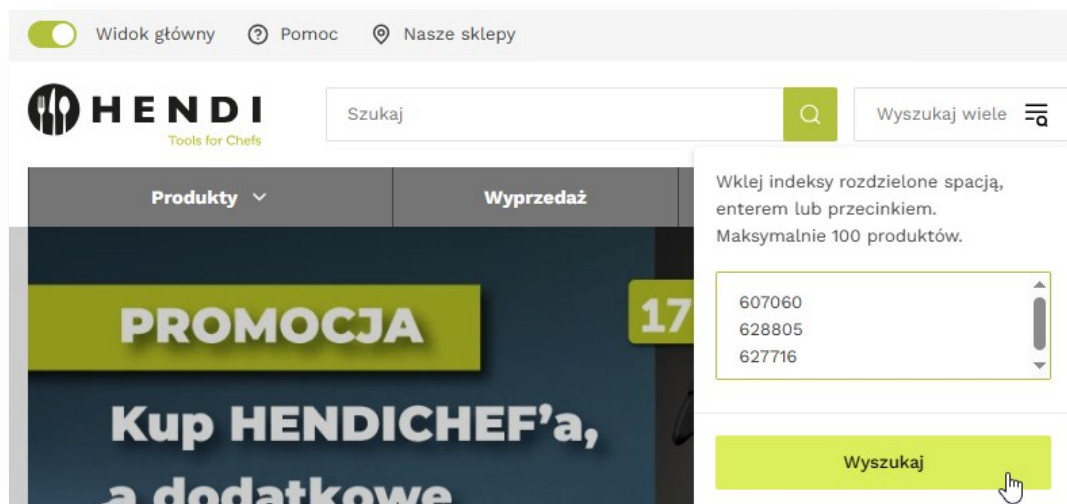 Widok główny
Pomoc
Nasze sklepy
HENDI
Tools for Chefs
Szukaj
Wyszukaj wiele
Produkty
Wyprzedaż
Wklej indeksy rozdzielone spacją,
enterem lub przecinkiem.
Maksymalnie 100 produktów.
607060
628805
627716
Wyszukaj
PROMOCJA
17
Kup HENDICHEF’a,
a dodatkowe